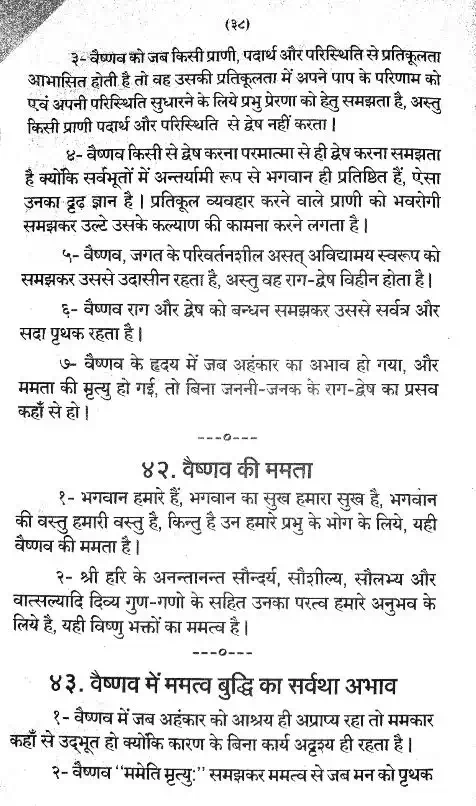 (३८)
३- वैष्णव को जब किसी प्राणी, पदार्थ और परिस्थिति से प्रतिकूलता
आभासित होती है तो वह उसकी प्रतिकूलता में अपने पाप के परिणाम को
एवं अपनी परिस्थिति सुधारने के लिये प्रभु प्रेरणा को हेतु समझता है, अस्तु
किसी प्राणी पदार्थ और परिस्थिति से द्वेष नहीं करता।
४- वैष्णव किसी से द्वेष करना परमात्मा से ही द्वेष करना समझता
है क्योंकि सर्वभूतों में अन्तर्यामी रूप से भगवान ही प्रतिष्ठित हैं, ऐसा
उनका दृढ़ ज्ञान है। प्रतिकूल व्यवहार करने वाले प्राणी को भवरोगी
समझकर उल्टे उसके कल्याण की कामना करने लगता है।
५- वैष्णव, जगत के परिवर्तनशील असत् अविद्यामय स्वरूप को
समझकर उससे उदासीन रहता है, अस्तु वह राग-द्वेष विहीन होता है।
६- वैष्णव राग और द्वेष को बन्धन समझकर उससे सर्वत्र और
सदा पृथक रहता है।
७- वैष्णव के हृदय में जब अहंकार का अभाव हो गया, और
ममता की मृत्यु हो गई, तो बिना जननी-जनक के राग-द्वेष का प्रसव
कहाँ से हो।
---०---
४२. वैष्णव की ममता
१- भगवान हमारे हैं, भगवान का सुख हमारा सुख है, भगवान
की वस्तु हमारी वस्तु है, किन्तु है उन हमारे प्रभु के भोग के लिये, यही
वैष्णव की ममता है।
२- श्री हरि के अनन्तानन्त सौन्दर्य, सौशील्य, सौलभ्य और
वात्सल्यादि दिव्य गुण-गणो के सहित उनका परत्व हमारे अनुभव के
लिये है, यही विष्णु भक्तों का ममत्व है।
---०---
४३. वैष्णव में ममत्व बुद्धि का सर्वथा अभाव
१- वैष्णव में जब अहंकार को आश्रय ही अप्राप्य रहा तो ममकार
कहाँ से उद्भूत हो क्योंकि कारण के बिना कार्य अदृश्य ही रहता है।
२- वैष्णव "ममेति मृत्यु:" समझकर ममत्व से जब मन को पृथक